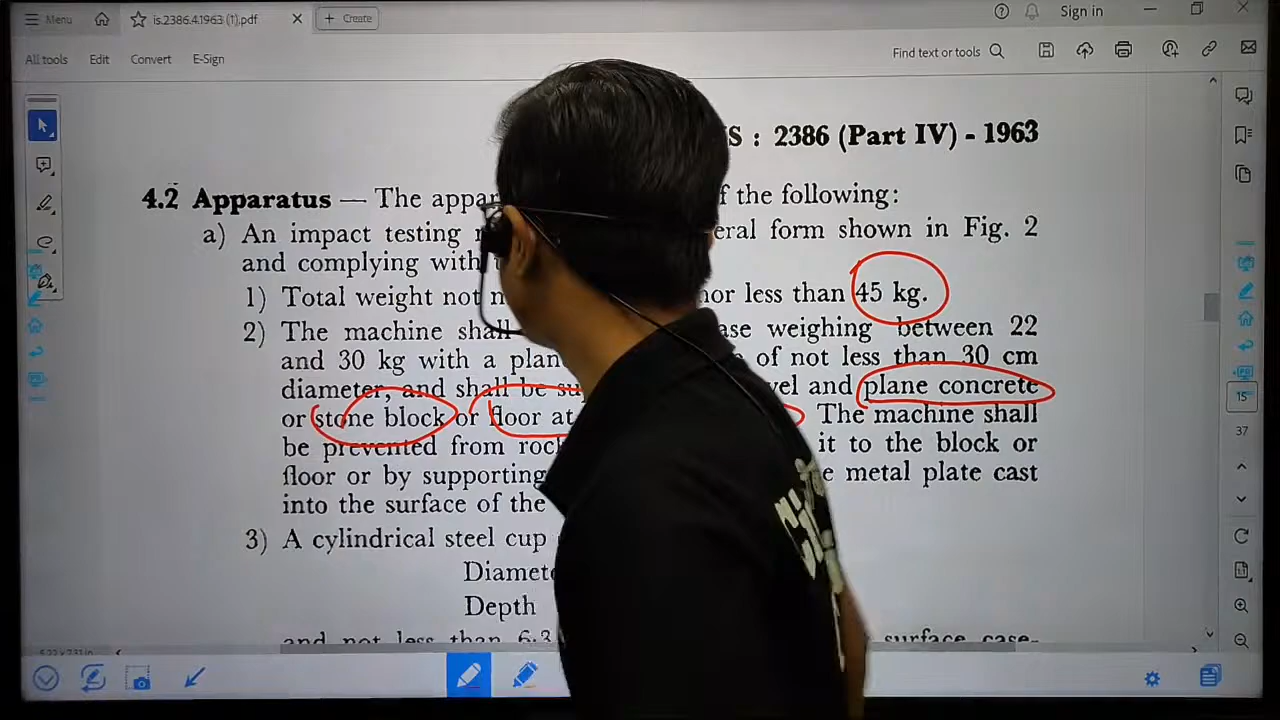 Menu
is.2386.4.1963 (1).pdf
Create
Sign in
All tools
Edit
Convert
E-Sign
Find text or tools
S : 2386 (Part IV) - 1963
4.2 Apparatus — The appar f the following:
a) An impact testing eral form shown in Fig. 2
and complying with
1) Total weight not nor less than 45 kg.
2) The machine shall ase weighing between 22
and 30 kg with a plan of not less than 30 cm
diameter, and shall be su vel and plane concrete
or stone block or floor at The machine shall
be prevented from roc it to the block or
floor or by supporting e metal plate cast
into the surface of the
3) A cylindrical steel cup
Diamete
Depth
and not less than 6.3 surface case-
15
37